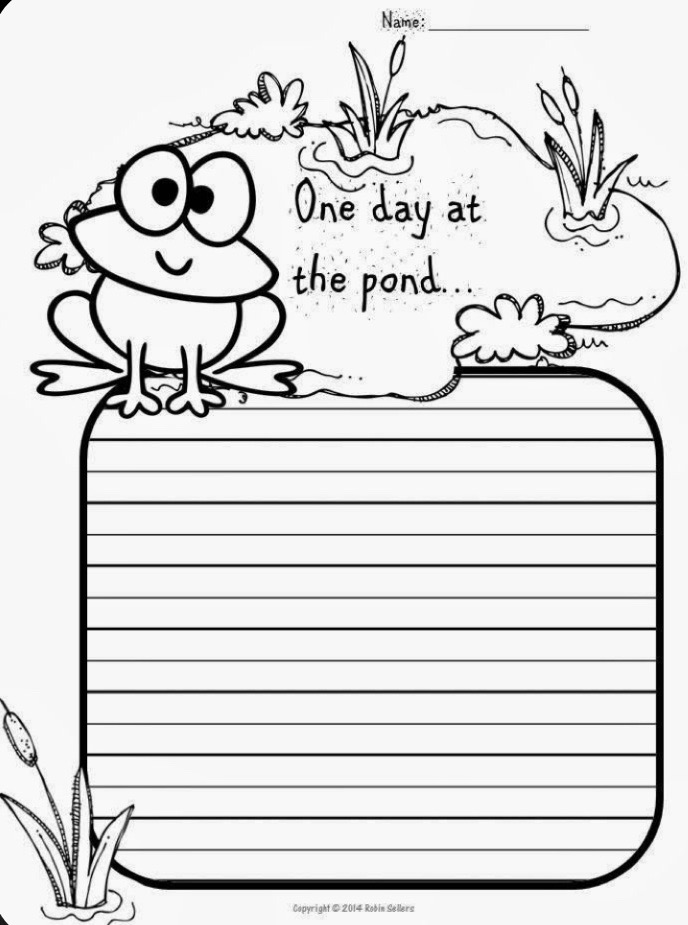 Name:
One day at
the pond...
Copyright © 2014 Robin Sellers